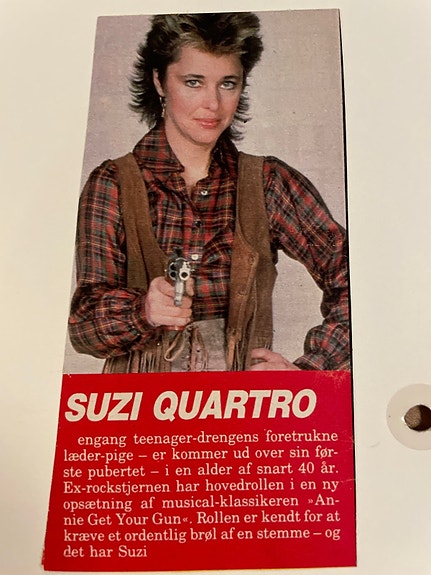 SUZI QUARTRO
engang teenager-drengens foretrukne
læder-pige – er kommer ud over sin før-
ste pubertet – i en alder af snart 40 år.
Ex-rockstjernen har hovedrollen i en ny
opsætning af musical-klassikeren »An-
nie Get Your Gun«. Rollen er kendt for at
kræve et ordentlig brøl af en stemme – og
det har Suzi